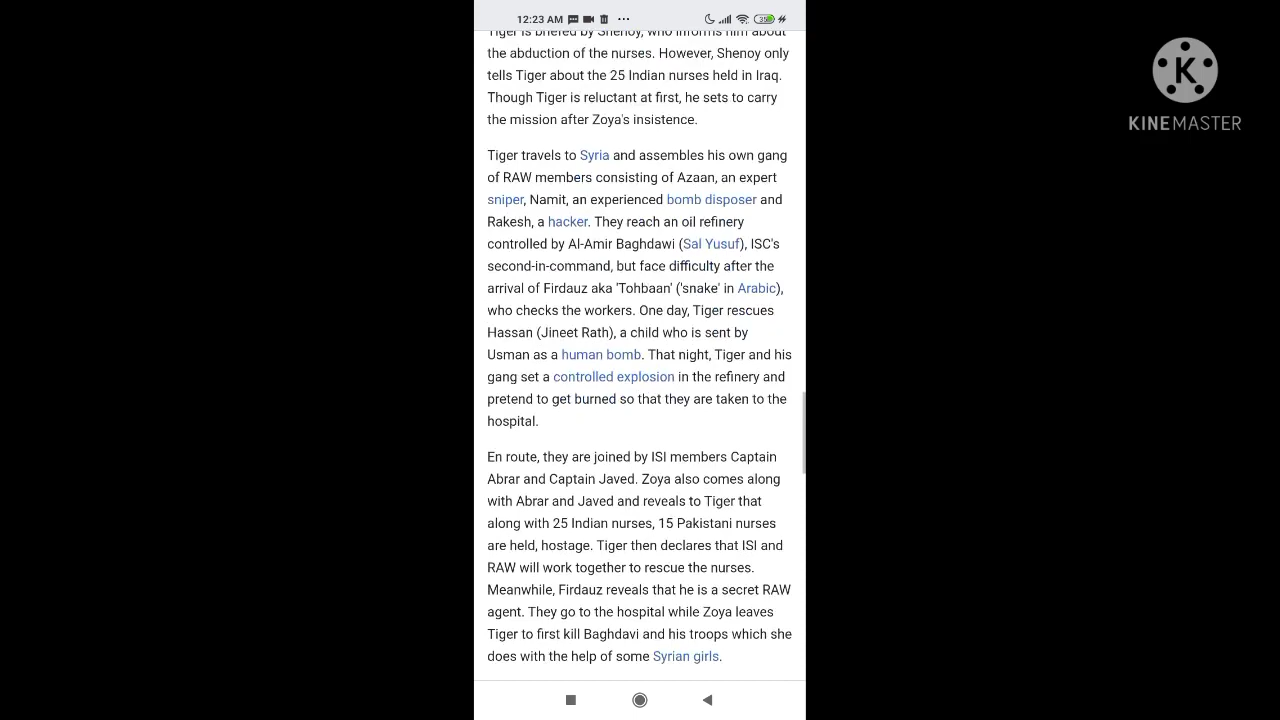 12:23 AM
35
Tiger is briefed by Shenoy, who informs him about
the abduction of the nurses. However, Shenoy only
tells Tiger about the 25 Indian nurses held in Iraq.
Though Tiger is reluctant at first, he sets to carry
the mission after Zoya's insistence.
Tiger travels to Syria and assembles his own gang
of RAW members consisting of Azaan, an expert
sniper, Namit, an experienced bomb disposer and
Rakesh, a hacker. They reach an oil refinery
controlled by Al-Amir Baghdawi (Sal Yusuf), ISC's
second-in-command, but face difficulty after the
arrival of Firdauz aka 'Tohbaan' ('snake' in Arabic),
who checks the workers. One day, Tiger rescues
Hassan (Jineet Rath), a child who is sent by
Usman as a human bomb. That night, Tiger and his
gang set a controlled explosion in the refinery and
pretend to get burned so that they are taken to the
hospital.
En route, they are joined by ISI members Captain
Abrar and Captain Javed. Zoya also comes along
with Abrar and Javed and reveals to Tiger that
along with 25 Indian nurses, 15 Pakistani nurses
are held, hostage. Tiger then declares that ISI and
RAW will work together to rescue the nurses.
Meanwhile, Firdauz reveals that he is a secret RAW
agent. They go to the hospital while Zoya leaves
Tiger to first kill Baghdavi and his troops which she
does with the help of some Syrian girls.
K
KINEMASTER